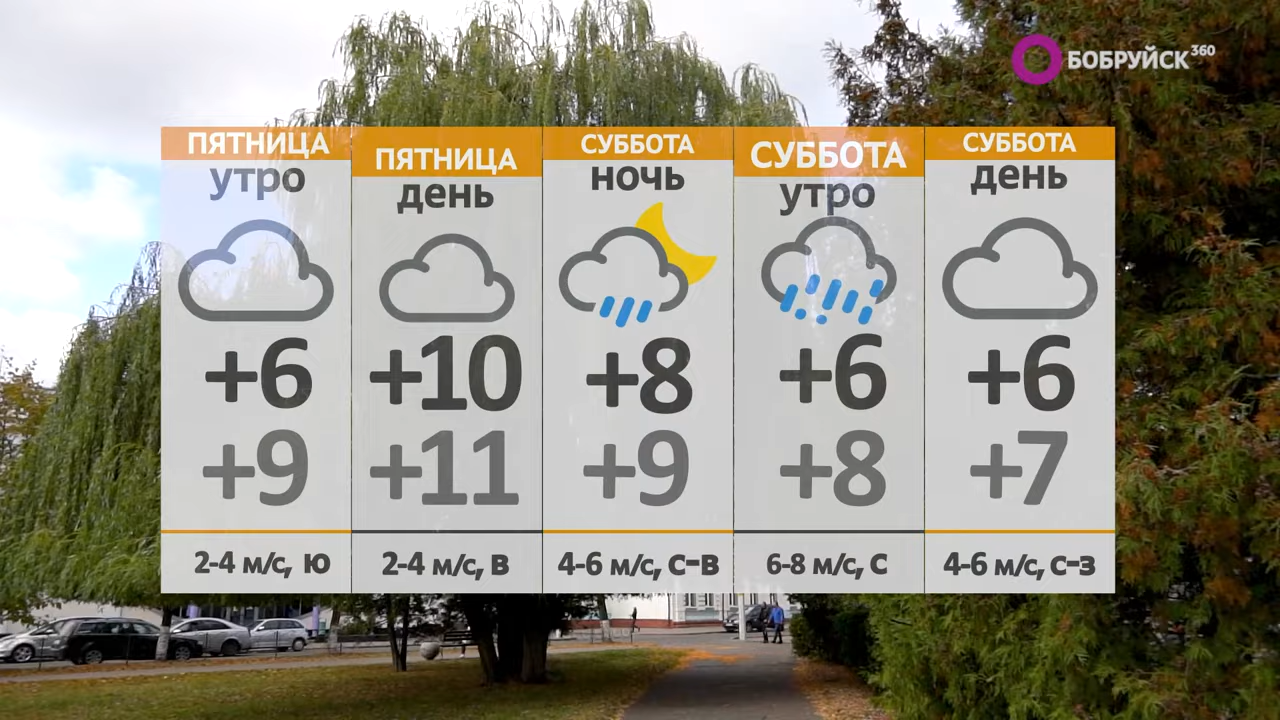 БОБРУЙСК360
ПЯТНИЦА
утро
+6
+9
2-4 м/с, Ю
ПЯТНИЦА
день
+10
+11
2-4 м/с, В
СУББОТА
ночь
+8
+9
4-6 м/с, С-В
СУББОТА
утро
+6
+8
6-8 м/с, С
СУББОТА
день
+6
+7
4-6 м/с, С-З